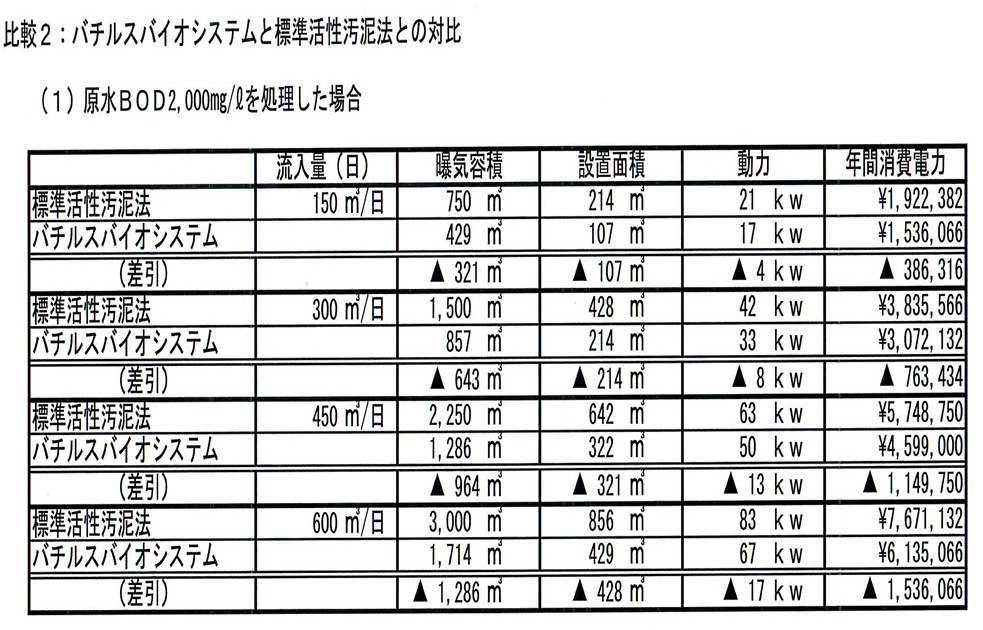 比較２：バチルスバイオシステムと標準活性汚泥法との対比
（１）原水ＢＯＤ2,000㎎/ℓを処理した場合
流入量（日） 曝気容積 設置面積 動力 年間消費電力
標準活性汚泥法 150 ㎥/日 750 ㎥ 214 ㎥ 21 ｋｗ ¥1,922,382
バチルスバイオシステム 429 ㎥ 107 ㎥ 17 ｋｗ ¥1,536,066
（差引） ▲ 321 ㎥ ▲ 107 ㎥ ▲ 4 ｋｗ ▲ 386,316
標準活性汚泥法 300 ㎥/日 1,500 ㎥ 428 ㎥ 42 ｋｗ ¥3,835,566
バチルスバイオシステム 857 ㎥ 214 ㎥ 33 ｋｗ ¥3,072,132
（差引） ▲ 643 ㎥ ▲ 214 ㎥ ▲ 8 ｋｗ ▲ 763,434
標準活性汚泥法 450 ㎥/日 2,250 ㎥ 642 ㎥ 63 ｋｗ ¥5,748,750
バチルスバイオシステム 1,286 ㎥ 322 ㎥ 50 ｋｗ ¥4,599,000
（差引） ▲ 964 ㎥ ▲ 321 ㎥ ▲ 13 ｋｗ ▲ 1,149,750
標準活性汚泥法 600 ㎥/日 3,000 ㎥ 856 ㎥ 83 ｋｗ ¥7,671,132
バチルスバイオシステム 1,714 ㎥ 429 ㎥ 67 ｋｗ ¥6,135,066
（差引） ▲ 1,286 ㎥ ▲ 428 ㎥ ▲ 17 ｋｗ ▲ 1,536,066